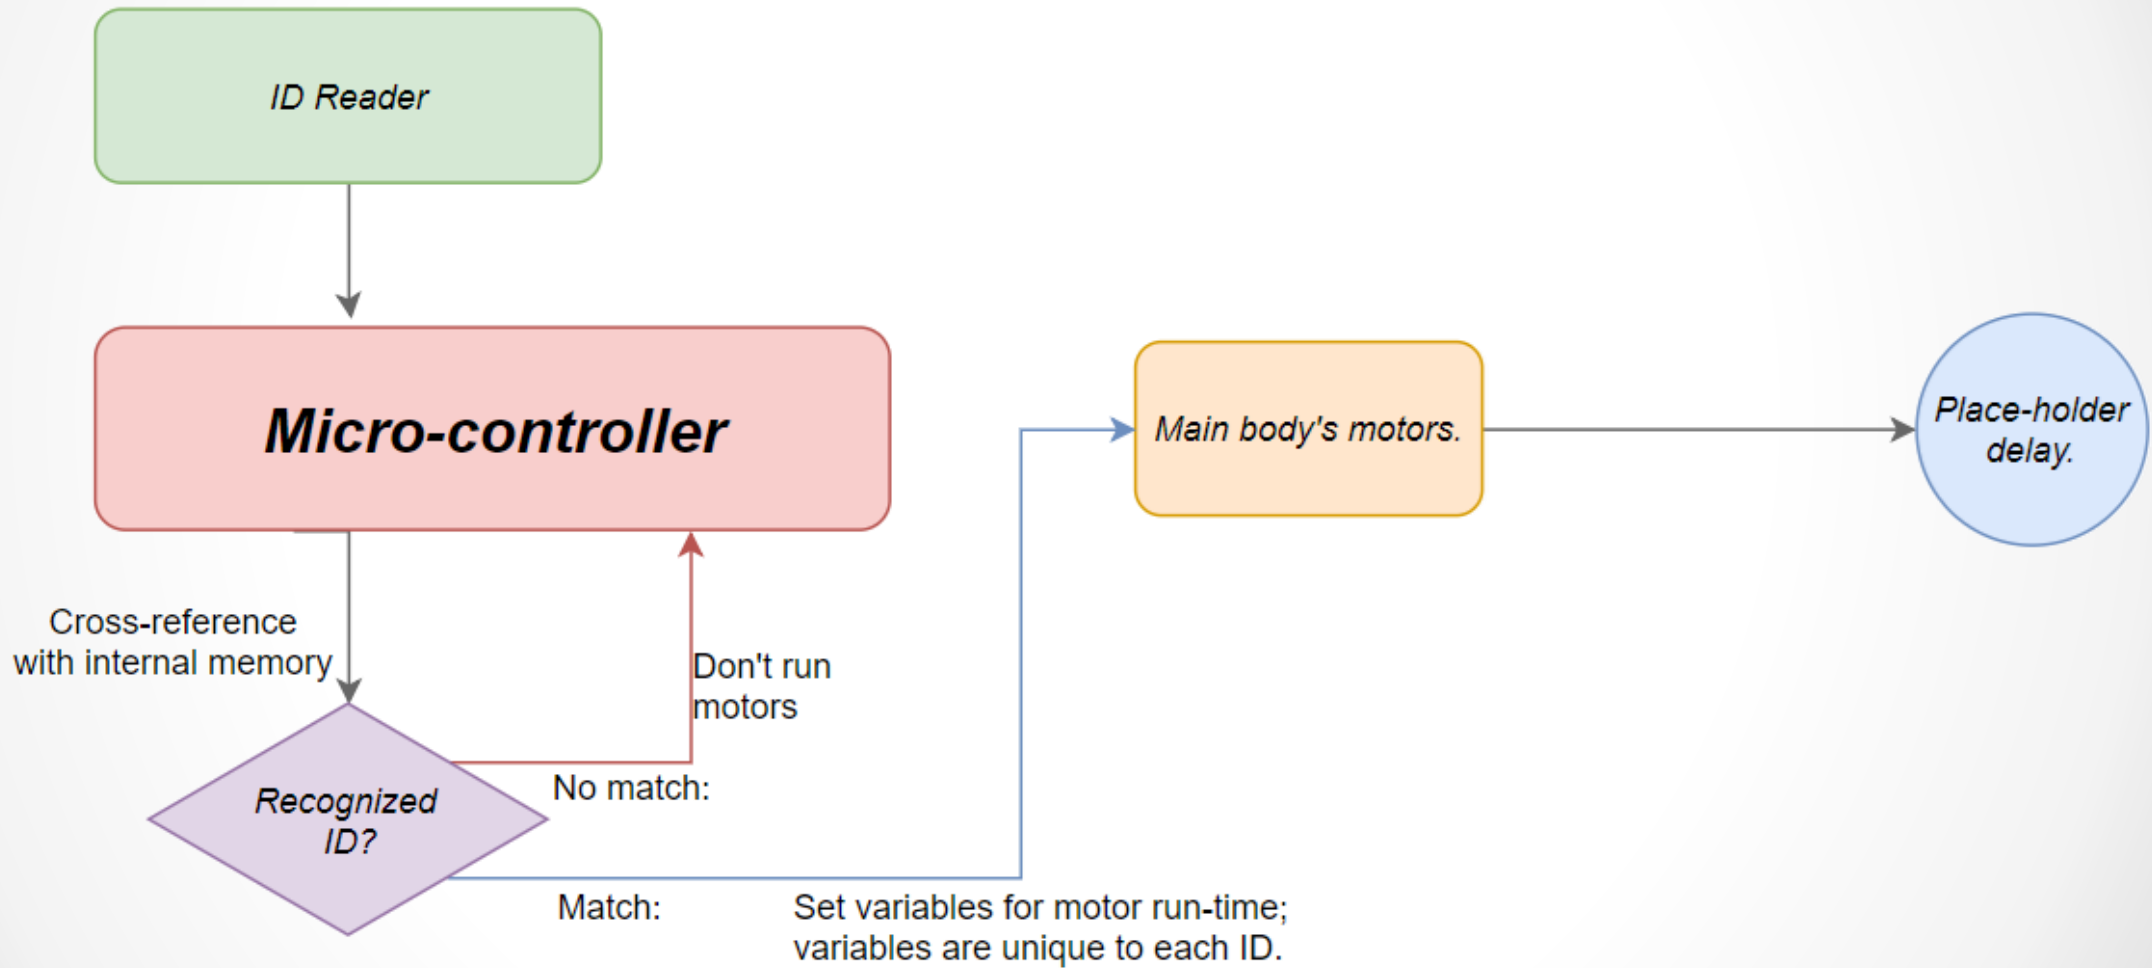 ID Reader
Micro-controller
Main body's motors.
Place-holder
delay.
Cross-reference
with internal memory
Don't run
motors
No match:
Recognized
ID?
Match:
Set variables for motor run-time;
variables are unique to each ID.